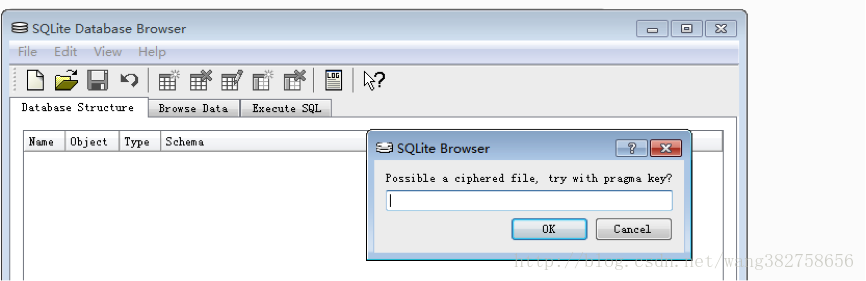 SQLite Database Browser
File Edit View Help
LOG
?
Database Structure Browse Data Execute SQL
Name Object Type Schema
SQLite Browser
?
Possible a ciphered file, try with pragma key?
OK Cancel
http://blog.csdn.net/wang382758656